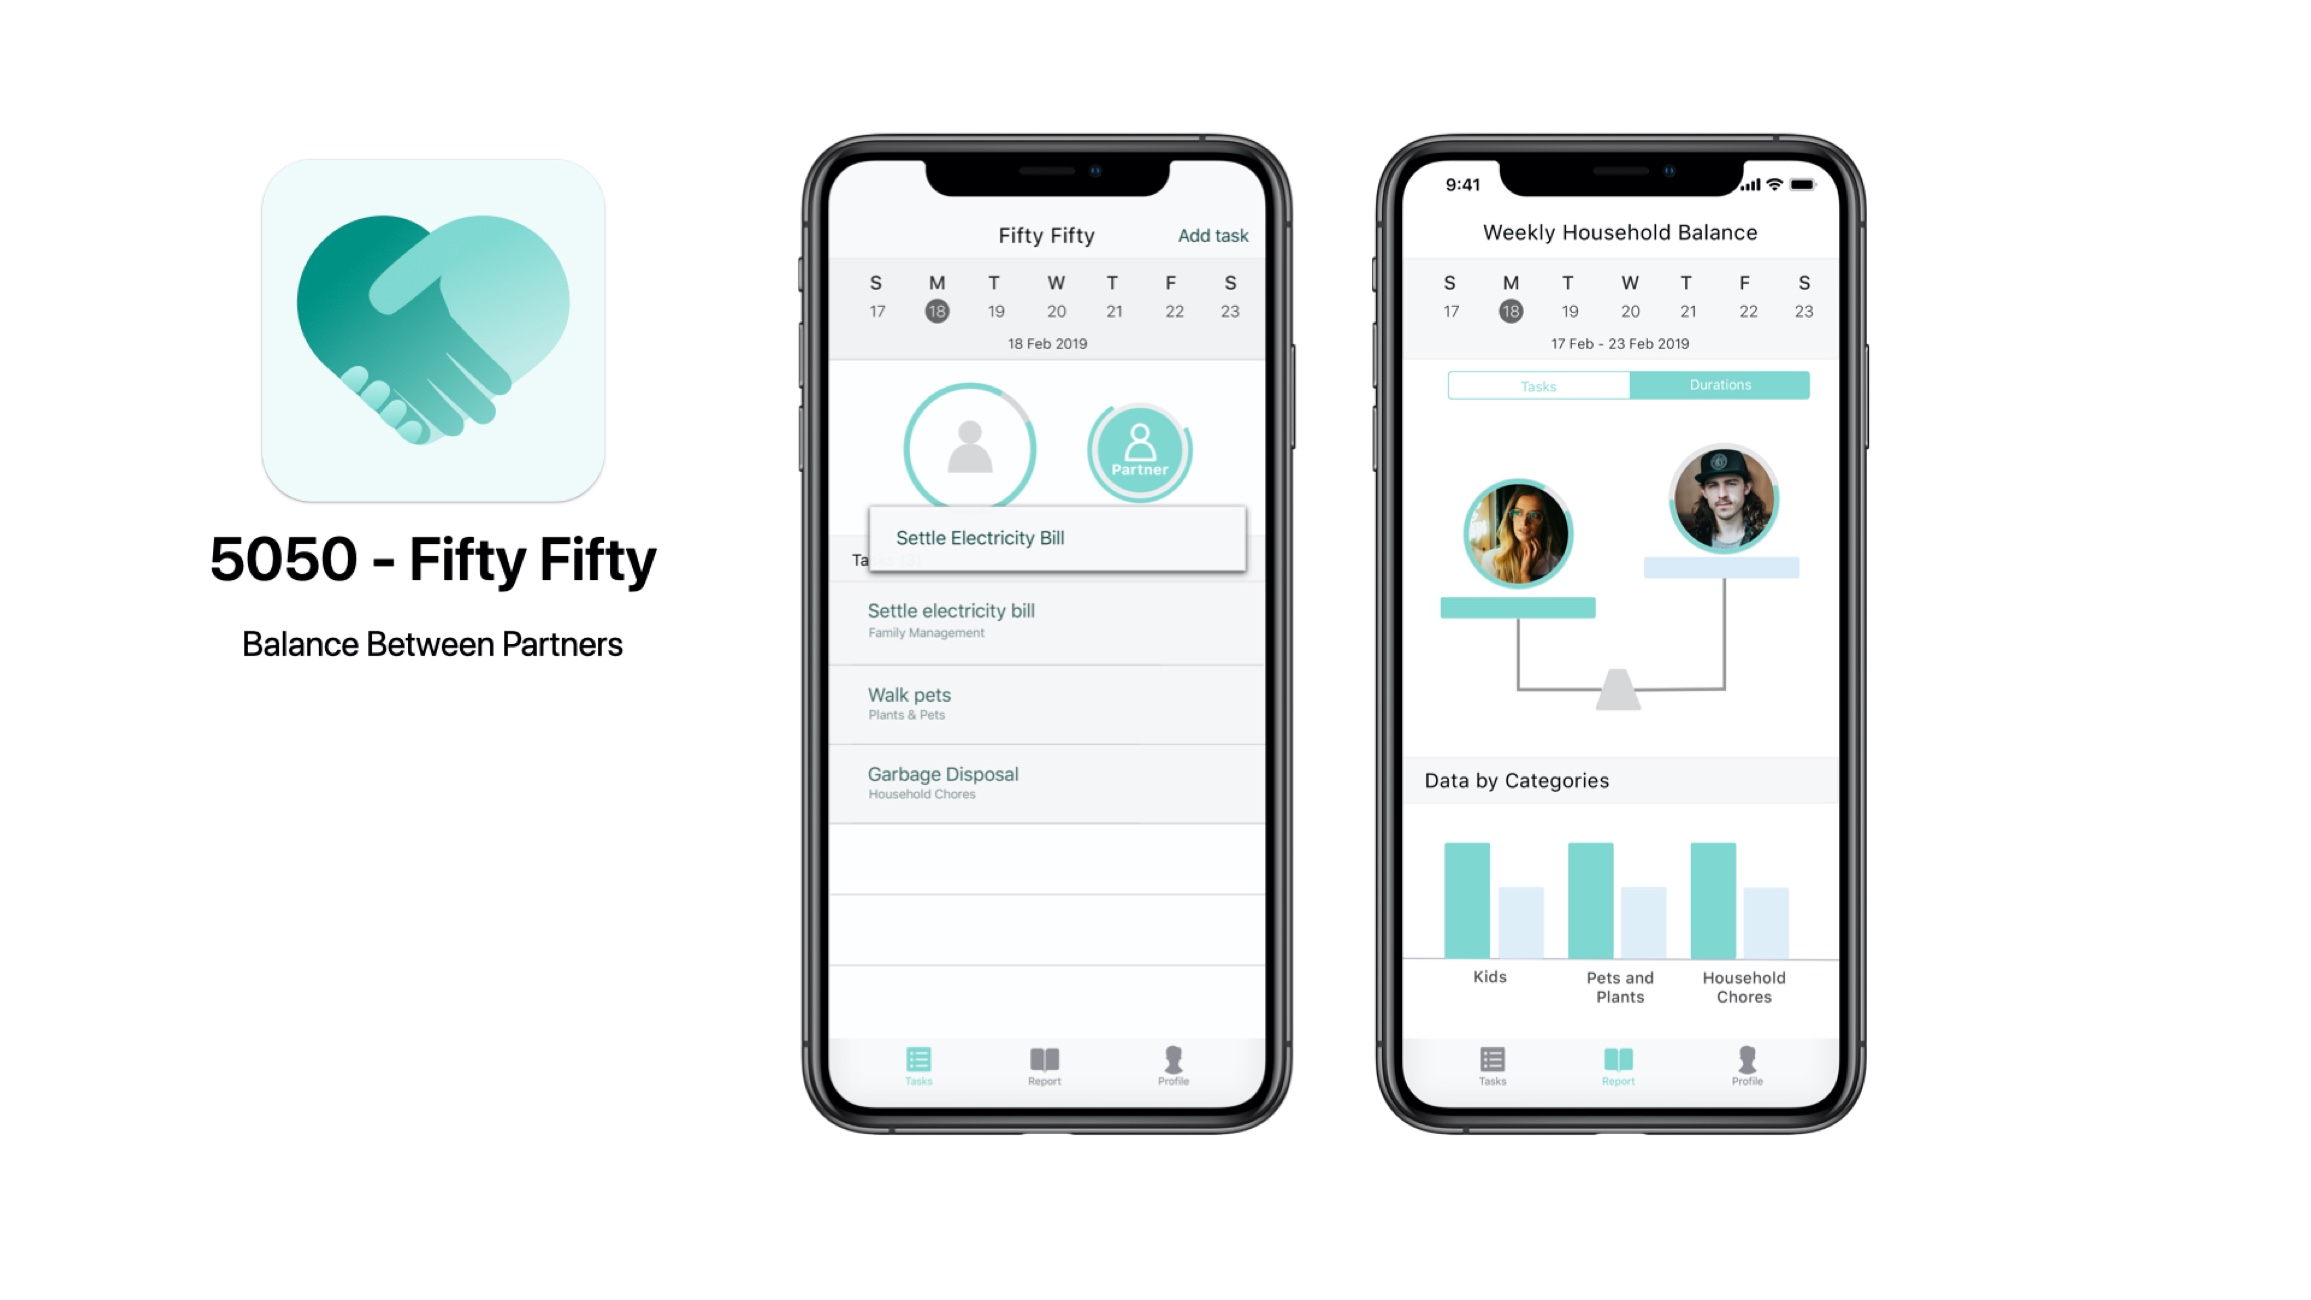 5050 - Fifty Fifty
Balance Between Partners
Fifty Fifty
Add task
S M T W T F S
17 18 19 20 21 22 23
18 Feb 2019
Partner
Settle Electricity Bill
Settle electricity bill
Family Management
Walk pets
Plants & Pets
Garbage Disposal
Household Chores
Tasks Report Profile
9:41
Weekly Household Balance
S M T W T F S
17 18 19 20 21 22 23
17 Feb - 23 Feb 2019
Tasks Durations
Data by Categories
Kids
Pets and
Plants
Household
Chores
Tasks Report Profile